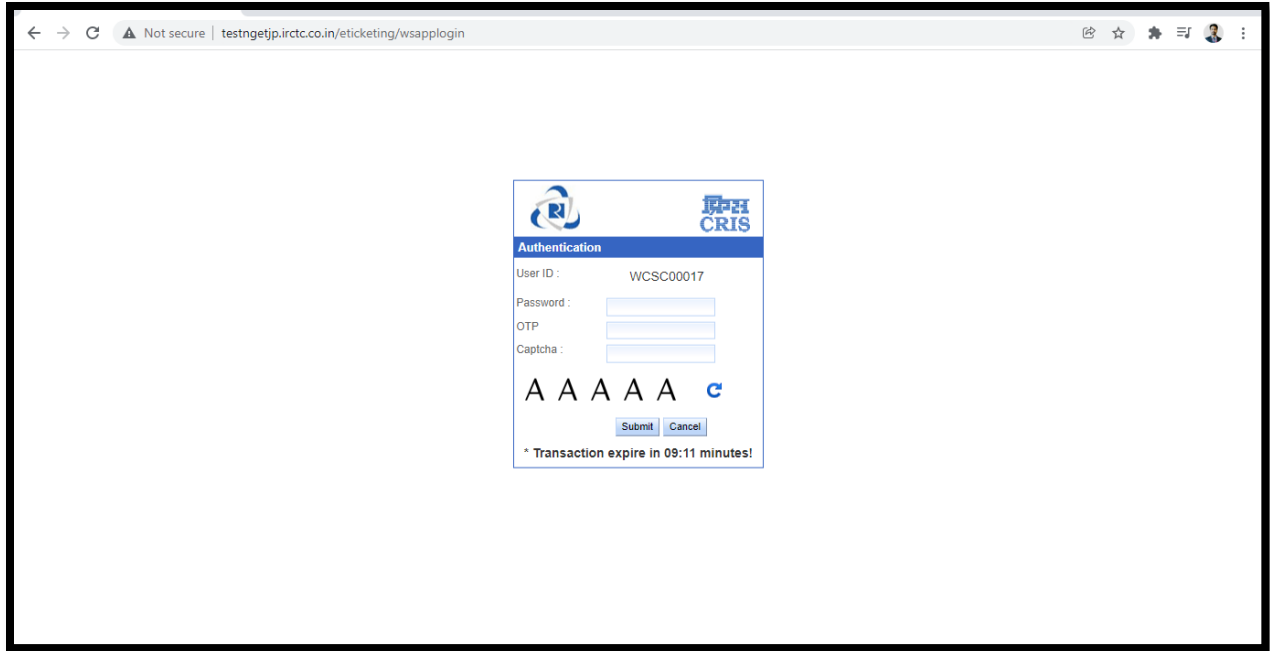 Not secure | testngetjp.irctc.co.in/eticketing/wsapplogin
क्रिस
CRIS
Authentication
User ID : WCSC00017
Password :
OTP
Captcha :
A A A A A
Submit Cancel
* Transaction expire in 09:11 minutes!